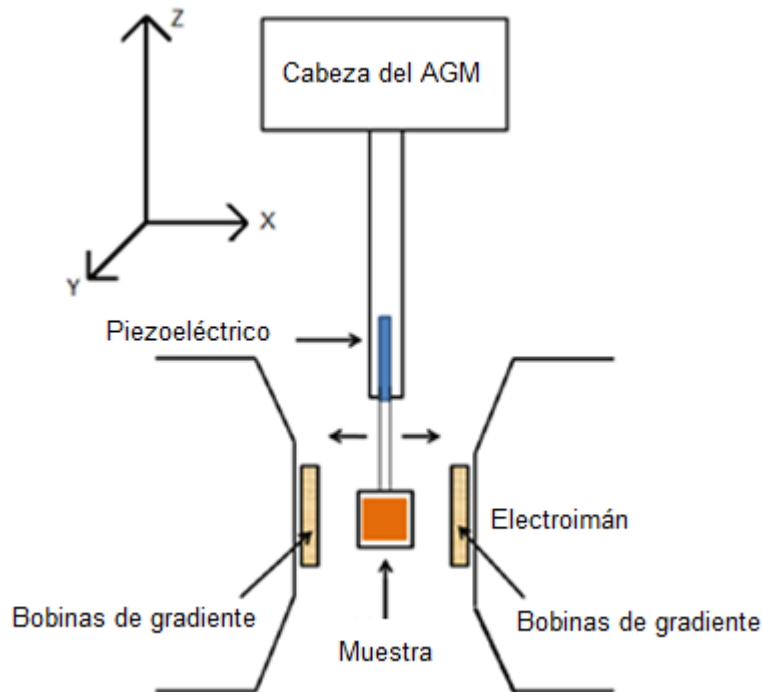 Z
Cabeza del AGM
X
Y
Piezoeléctrico
Electroimán
Bobinas de gradiente
Bobinas de gradiente
Muestra